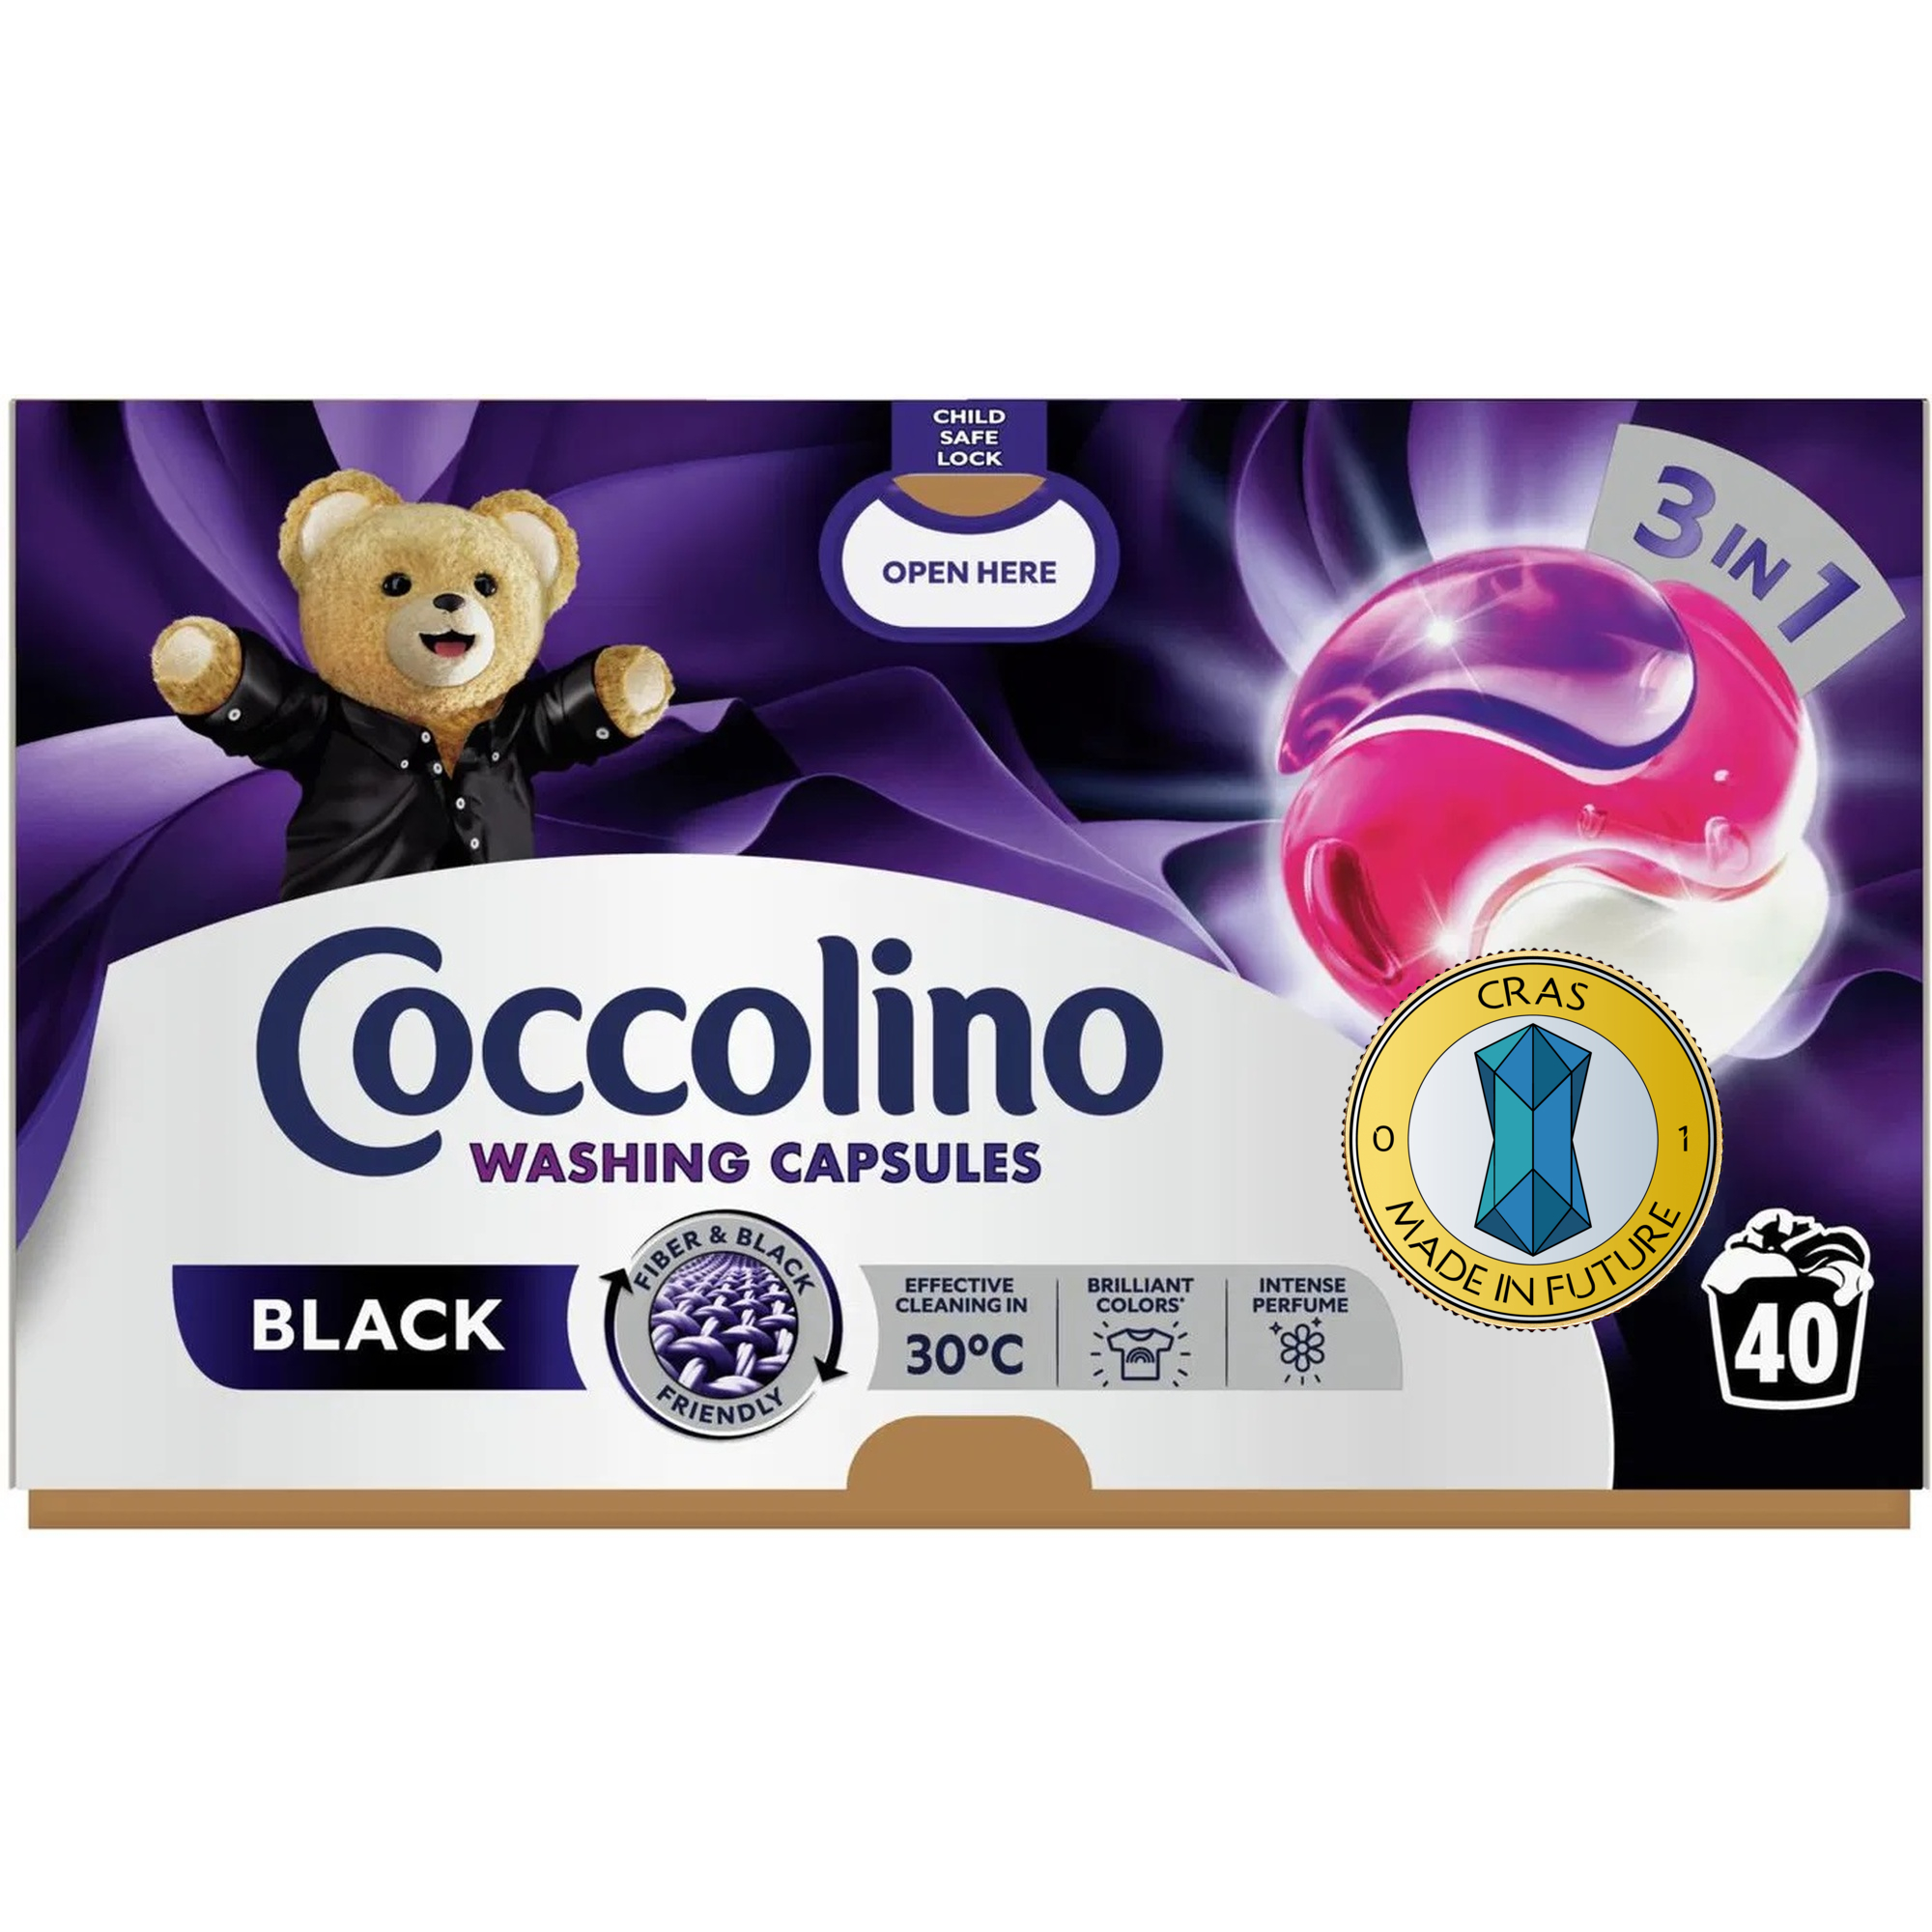 CHILD
SAFE
LOCK
OPEN HERE
3 IN 1
Coccolino
WASHING CAPSULES
CRAS
0 1
MADE IN FUTURE
BLACK
FIBER & BLACK
FRIENDLY
EFFECTIVE
CLEANING IN
30ºC
BRILLIANT
COLORS*
INTENSE
PERFUME
40